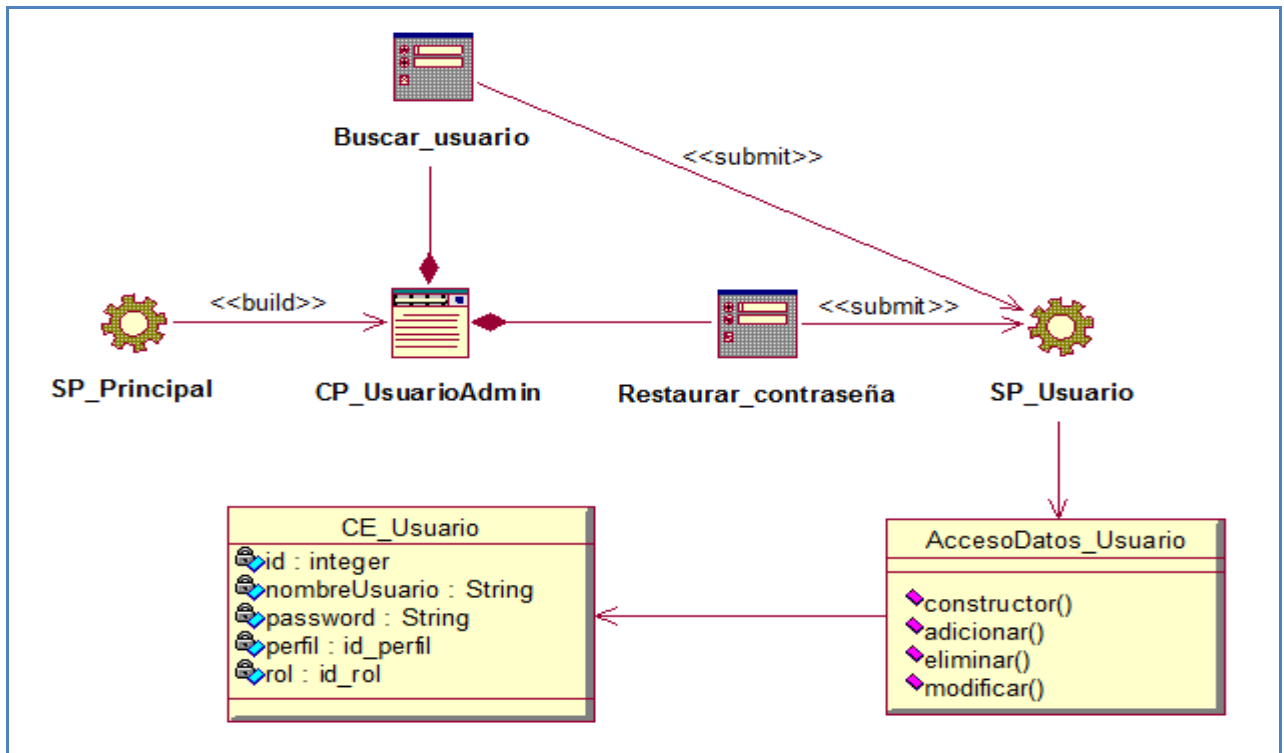 Buscar_usuario
<<submit>>
<<build>>
<<submit>>
SP_Principal
CP_UsuarioAdmin
Restaurar_contraseña
SP_Usuario
CE_Usuario
id : integer
nombreUsuario : String
password : String
perfil : id_perfil
rol : id_rol
AccesoDatos_Usuario
constructor()
adicionar()
eliminar()
modificar()